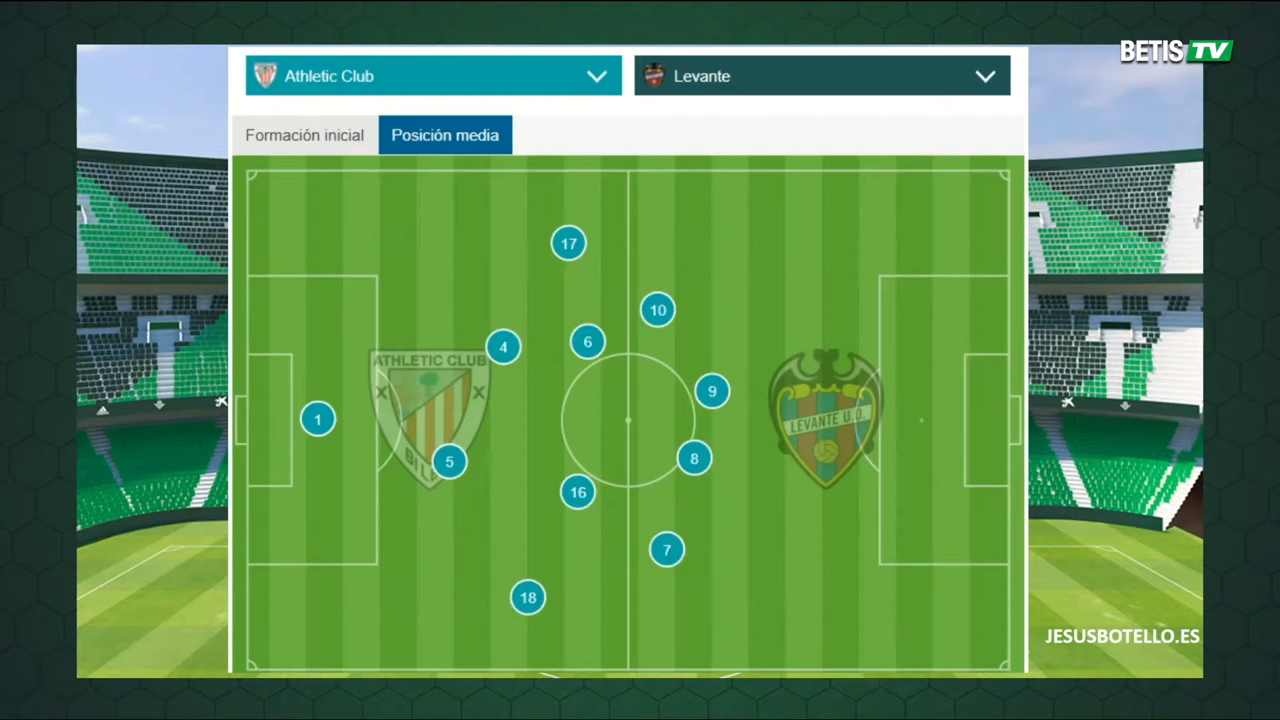 BETIS TV
Athletic Club
Levante
Formación inicial
Posición media
17
10
6
4
ATHLETIC CLUB
9
LEVANTE U.D.
1
5
8
16
7
18
JESUSBOTELLO.ES